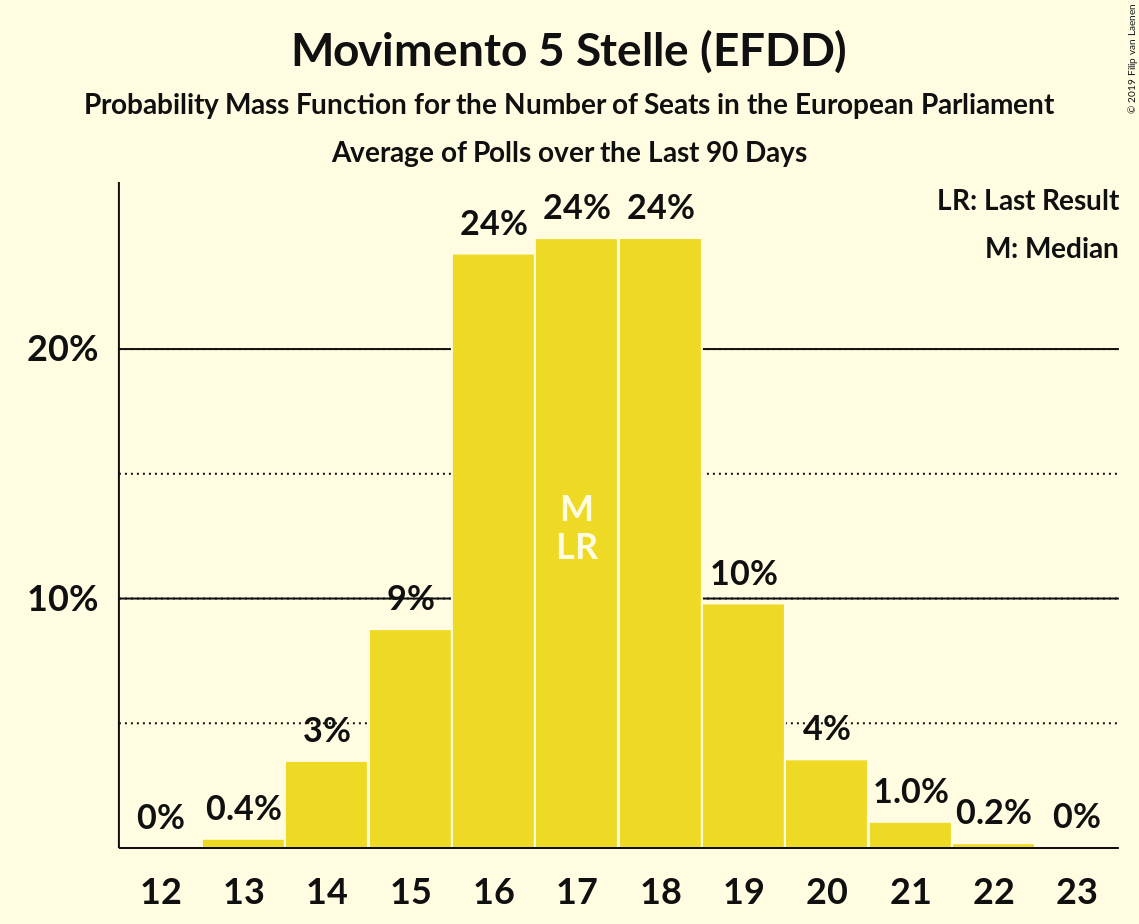 Movimento 5 Stelle (EFDD)
Probability Mass Function for the Number of Seats in the European Parliament
Average of Polls over the Last 90 Days
© 2019 Filip van Laenen
LR: Last Result
M: Median
24%
24%
24%
20%
M
LR
10%
10%
9%
3%
4%
0%
0.4%
1.0%
0.2%
0%
12 13 14 15 16 17 18 19 20 21 22 23